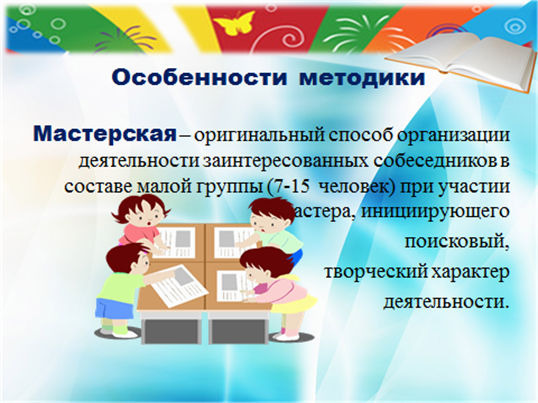 Особенности методики
Мастерская – оригинальный способ организации
деятельности заинтересованных собеседников в
составе малой группы (7-15 человек) при участии
астера, инициирующего
поисковый,
творческий характер
деятельности.